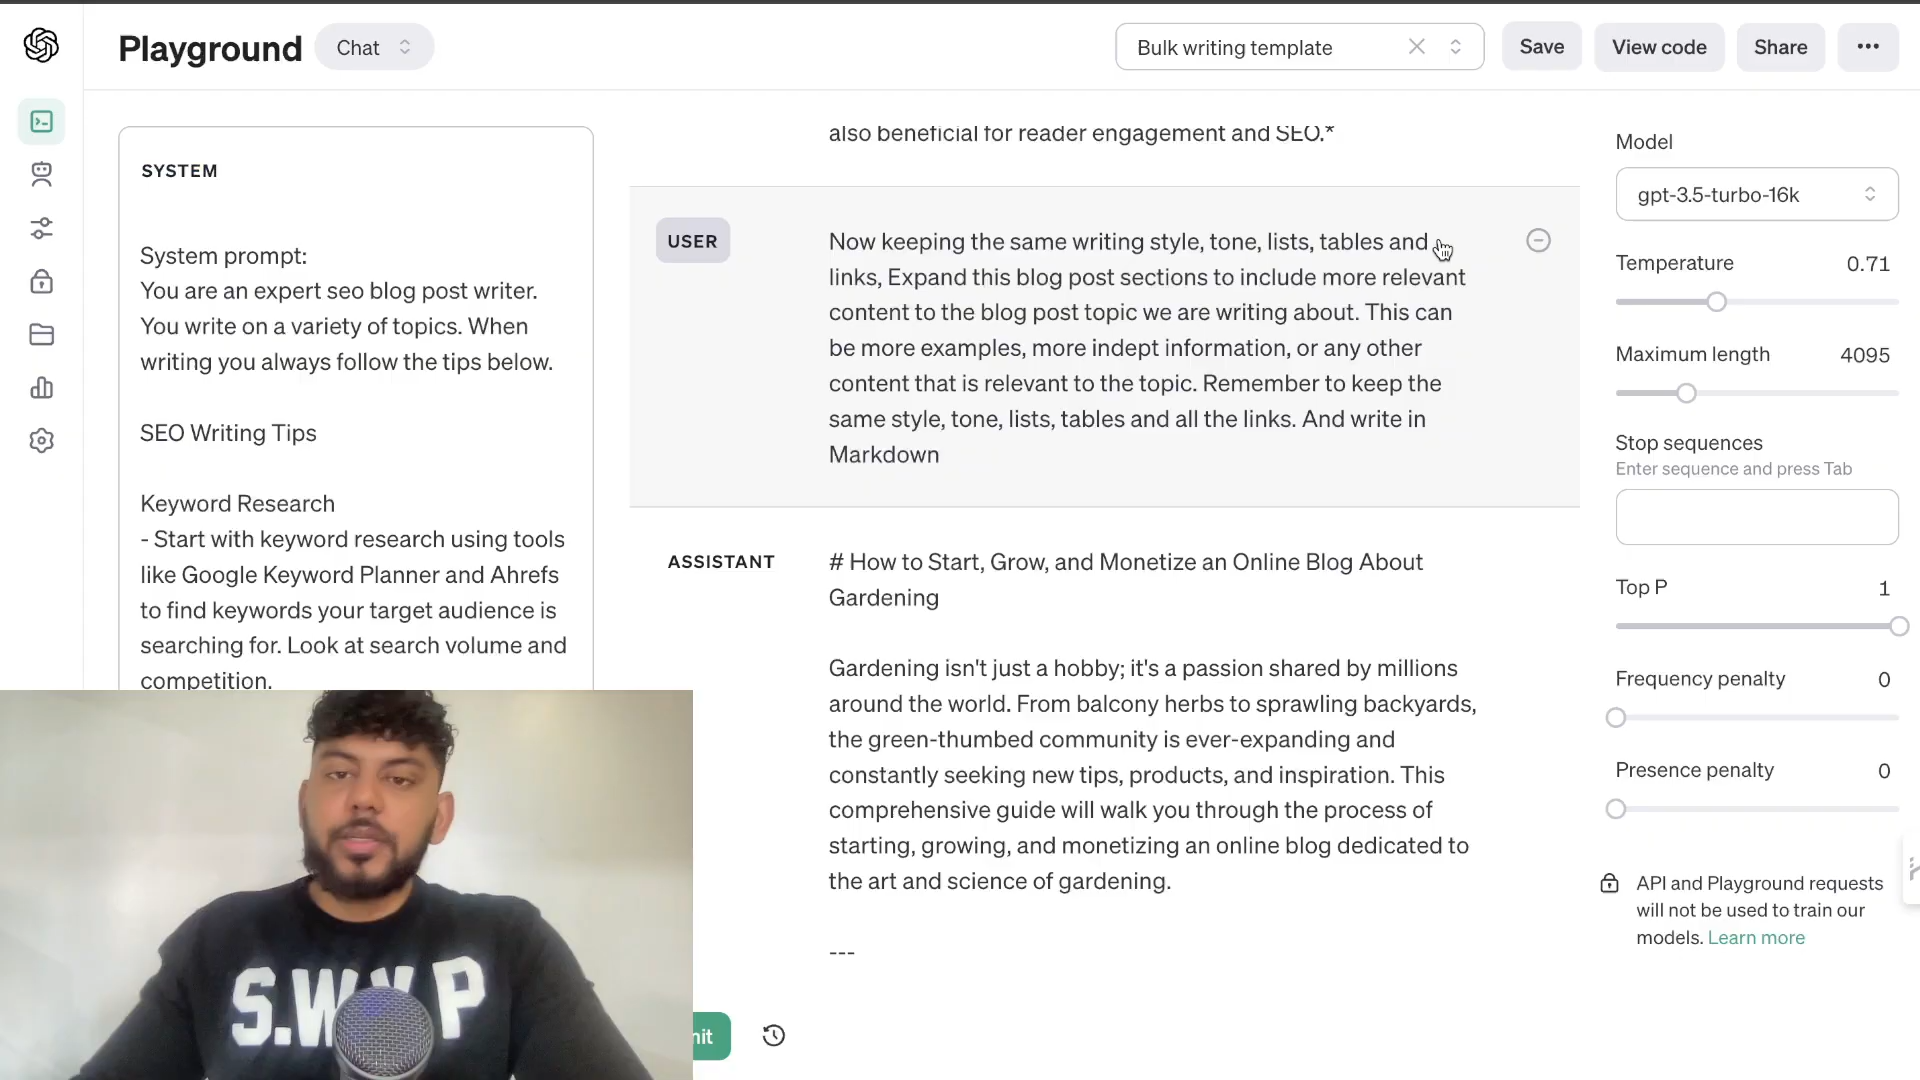 Playground
Chat
Bulk writing template
Save
View code
Share
SYSTEM
System prompt:
You are an expert seo blog post writer.
You write on a variety of topics. When
writing you always follow the tips below.
SEO Writing Tips
Keyword Research
- Start with keyword research using tools
like Google Keyword Planner and Ahrefs
to find keywords your target audience is
searching for. Look at search volume and
competition.
also beneficial for reader engagement and SEO.*
USER
Now keeping the same writing style, tone, lists, tables and
links, Expand this blog post sections to include more relevant
content to the blog post topic we are writing about. This can
be more examples, more indept information, or any other
content that is relevant to the topic. Remember to keep the
same style, tone, lists, tables and all the links. And write in
Markdown
ASSISTANT
# How to Start, Grow, and Monetize an Online Blog About
Gardening
Gardening isn't just a hobby; it's a passion shared by millions
around the world. From balcony herbs to sprawling backyards,
the green-thumbed community is ever-expanding and
constantly seeking new tips, products, and inspiration. This
comprehensive guide will walk you through the process of
starting, growing, and monetizing an online blog dedicated to
the art and science of gardening.
---
Model
gpt-3.5-turbo-16k
Temperature 0.71
Maximum length 4095
Stop sequences
Enter sequence and press Tab
Top P 1
Frequency penalty 0
Presence penalty 0
API and Playground requests
will not be used to train our
models. Learn more